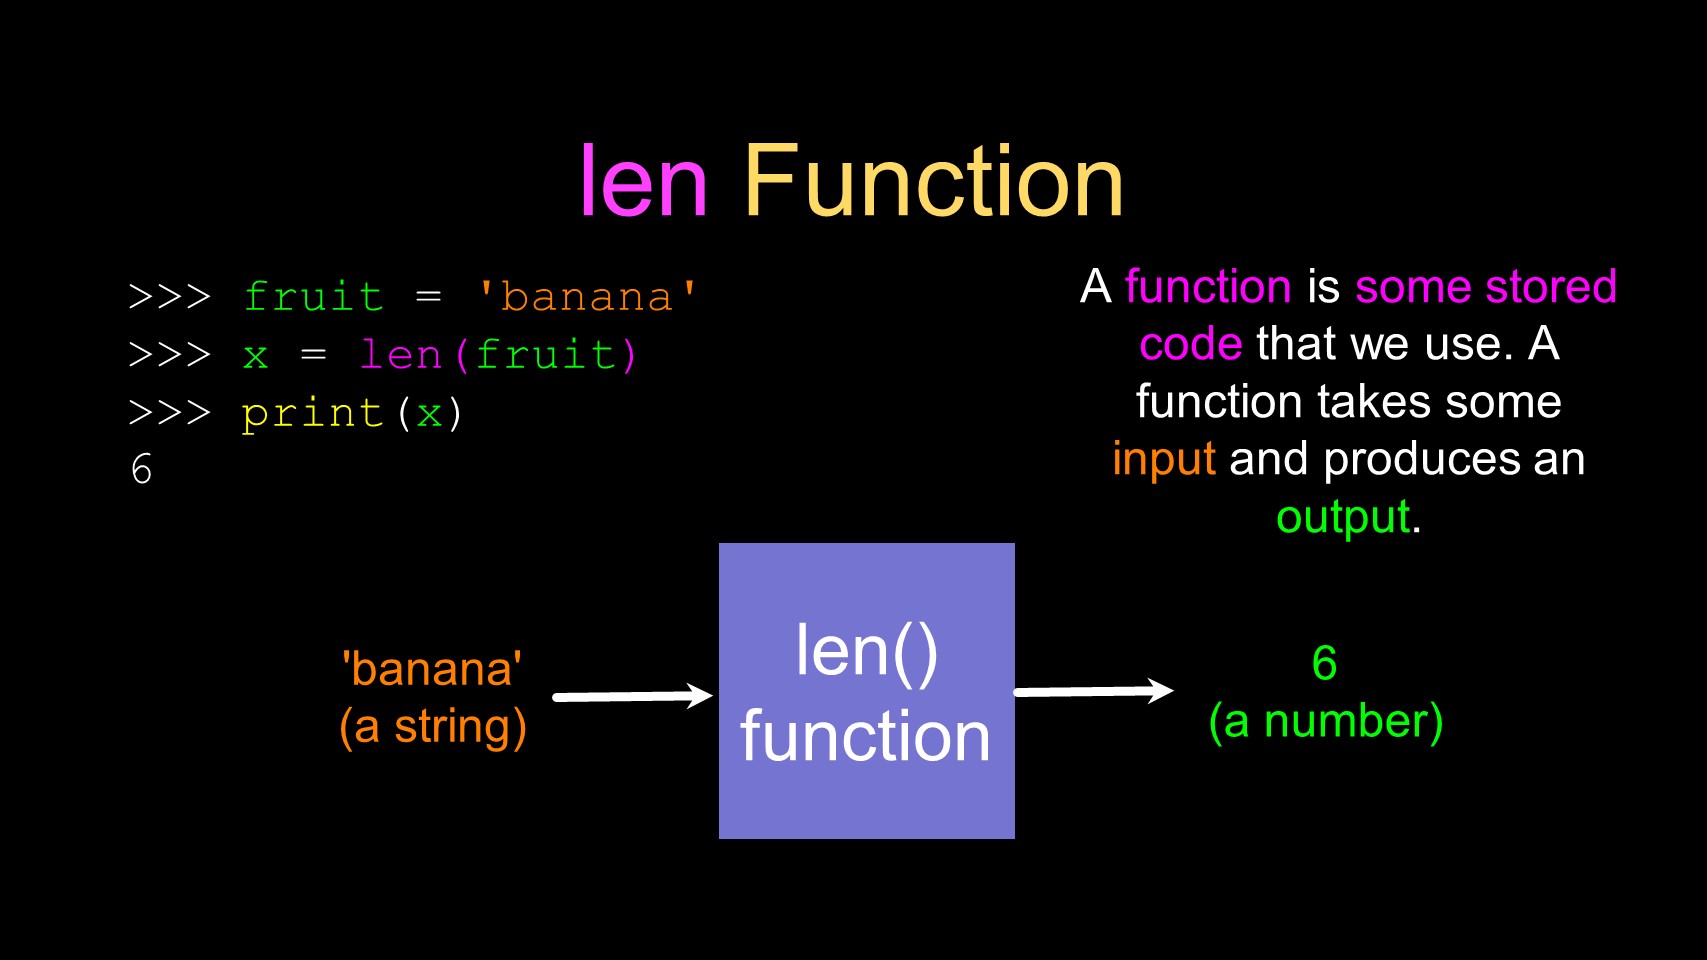 len Function
>>> fruit = 'banana'
>>> x = len(fruit)
>>> print(x)
6
A function is some stored
code that we use. A
function takes some
input and produces an
output.
'banana'
(a string)
len()
function
6
(a number)